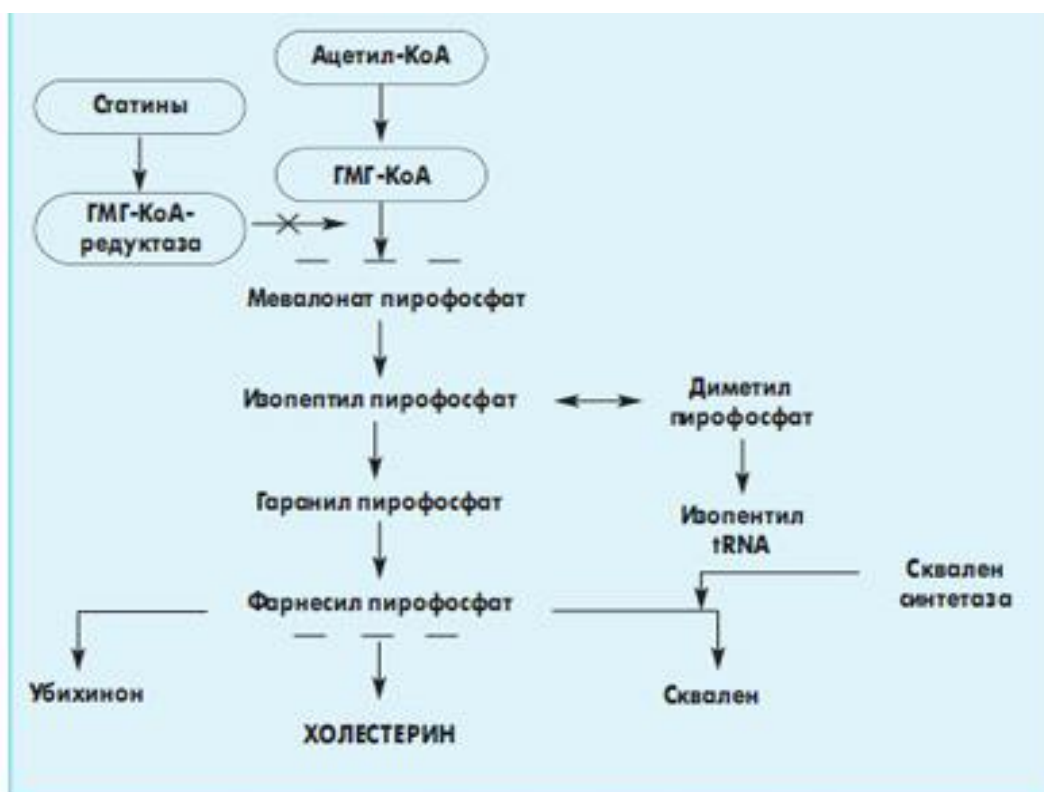 Ацетил-КоА
Статины
ГМГ-КоА
ГМГ-КоА-
редуктаза
Мевалонат пирофосфат
Изопептил пирофосфат
Диметил
пирофосфат
Гаранил пирофосфат
Изопентил
tRNA
Сквален
синтетаза
Фарнесил пирофосфат
Убихинон
Сквален
ХОЛЕСТЕРИН